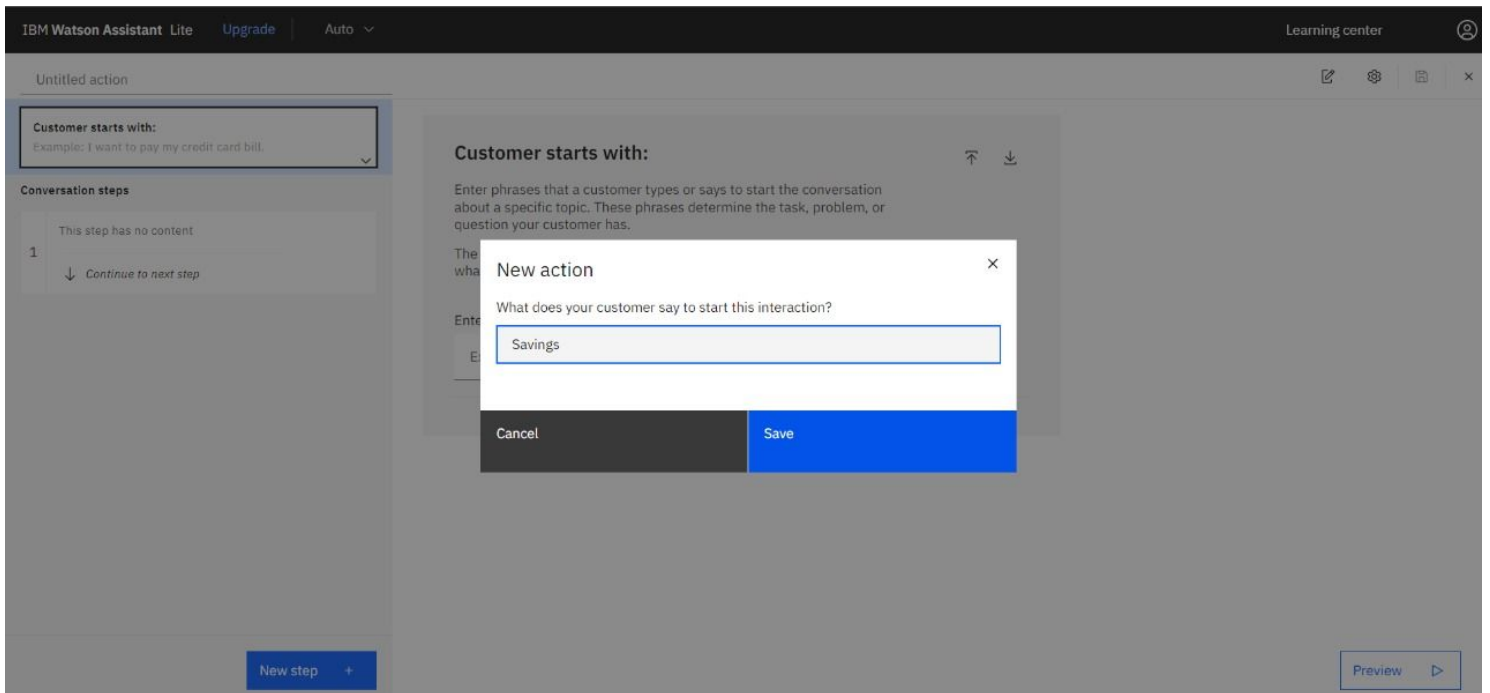 IBM Watson Assistant Lite Upgrade Auto
Learning center
Untitled action
Customer starts with:
Example: I want to pay my credit card bill.
Conversation steps
1
This step has no content
Continue to next step
New step +
Customer starts with:
Enter phrases that a customer types or says to start the conversation
about a specific topic. These phrases determine the task, problem, or
question your customer has.
The
New action
What does your customer say to start this interaction?
Savings
Cancel
Save
Preview